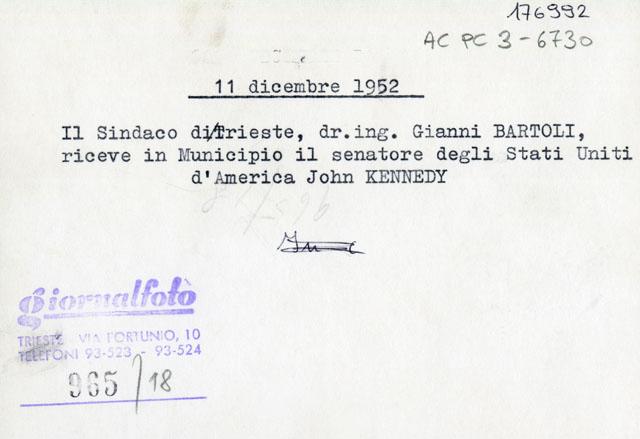 176992
AC PC 3-6730
11 dicembre 1952
Il Sindaco di/Trieste, dr.ing. Gianni BARTOLI,
riceve in Municipio il senatore degli Stati Uniti
d'America John KENNEDY
giornalfotò
TRIESTE - VIA FORTUNIO, 10
TELEFONI 93-523 - 93-524
965/18